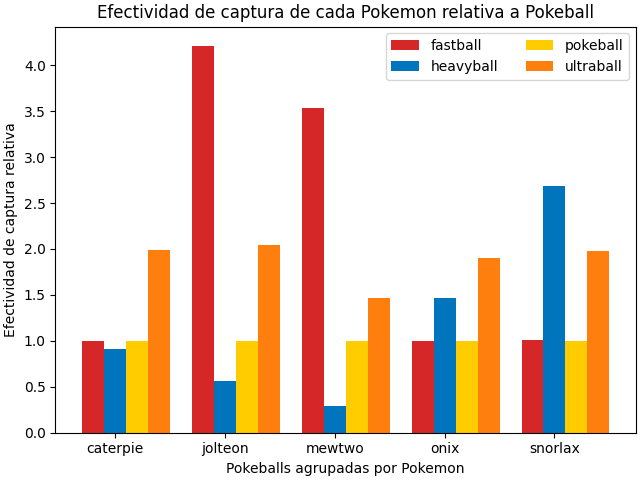 Efectividad de captura de cada Pokemon relativa a Pokeball
fastball
heavyball
pokeball
ultraball
Efectividad de captura relativa
4.0
3.5
3.0
2.5
2.0
1.5
1.0
0.5
0.0
caterpie
jolteon
mewtwo
onix
snorlax
Pokeballs agrupadas por Pokemon